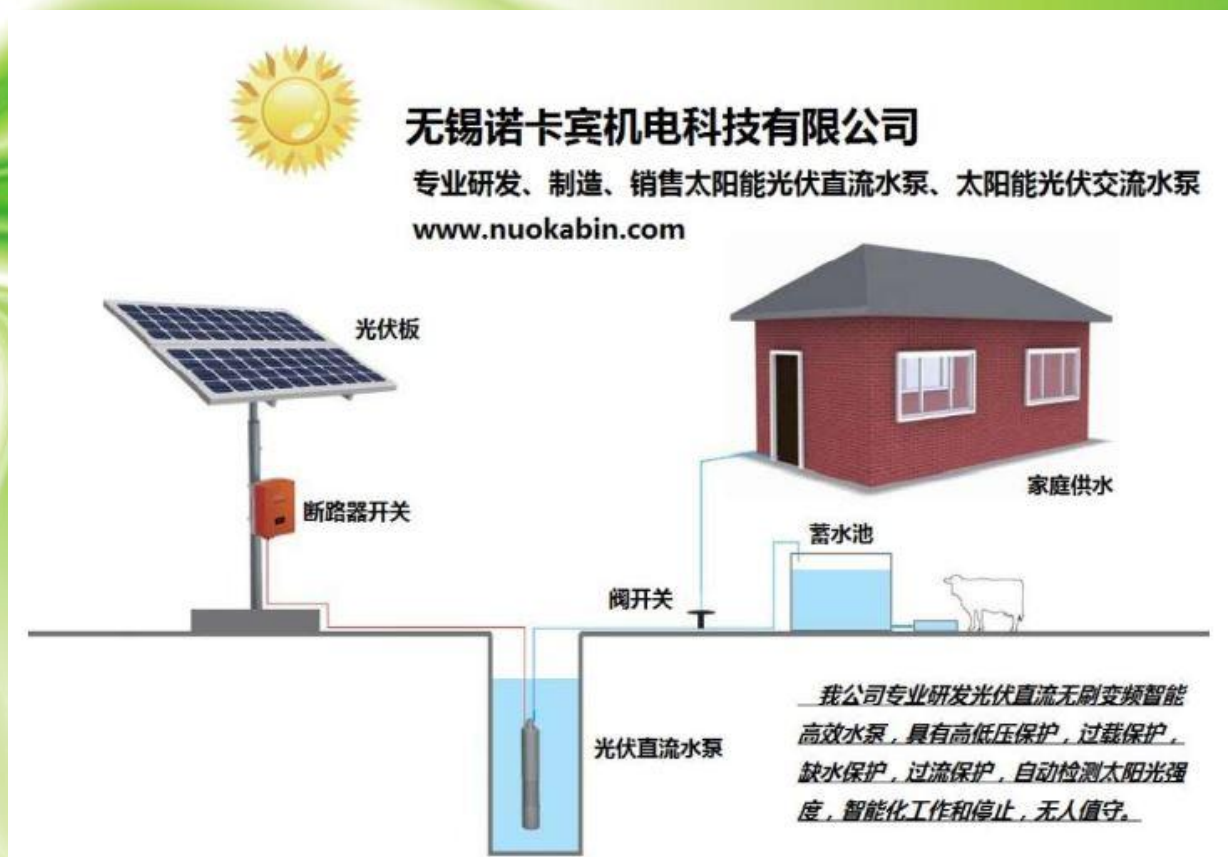 无锡诺卡宾机电科技有限公司
专业研发、制造、销售太阳能光伏直流水泵、太阳能光伏交流水泵
www.nuokabin.com
光伏板
断路器开关
家庭供水
蓄水池
阀开关
光伏直流水泵
我公司专业研发光伏直流无刷变频智能
高效水泵，具有高低压保护，过载保护，
缺水保护，过流保护，自动检测太阳光强
度，智能化工作和停止，无人值守。